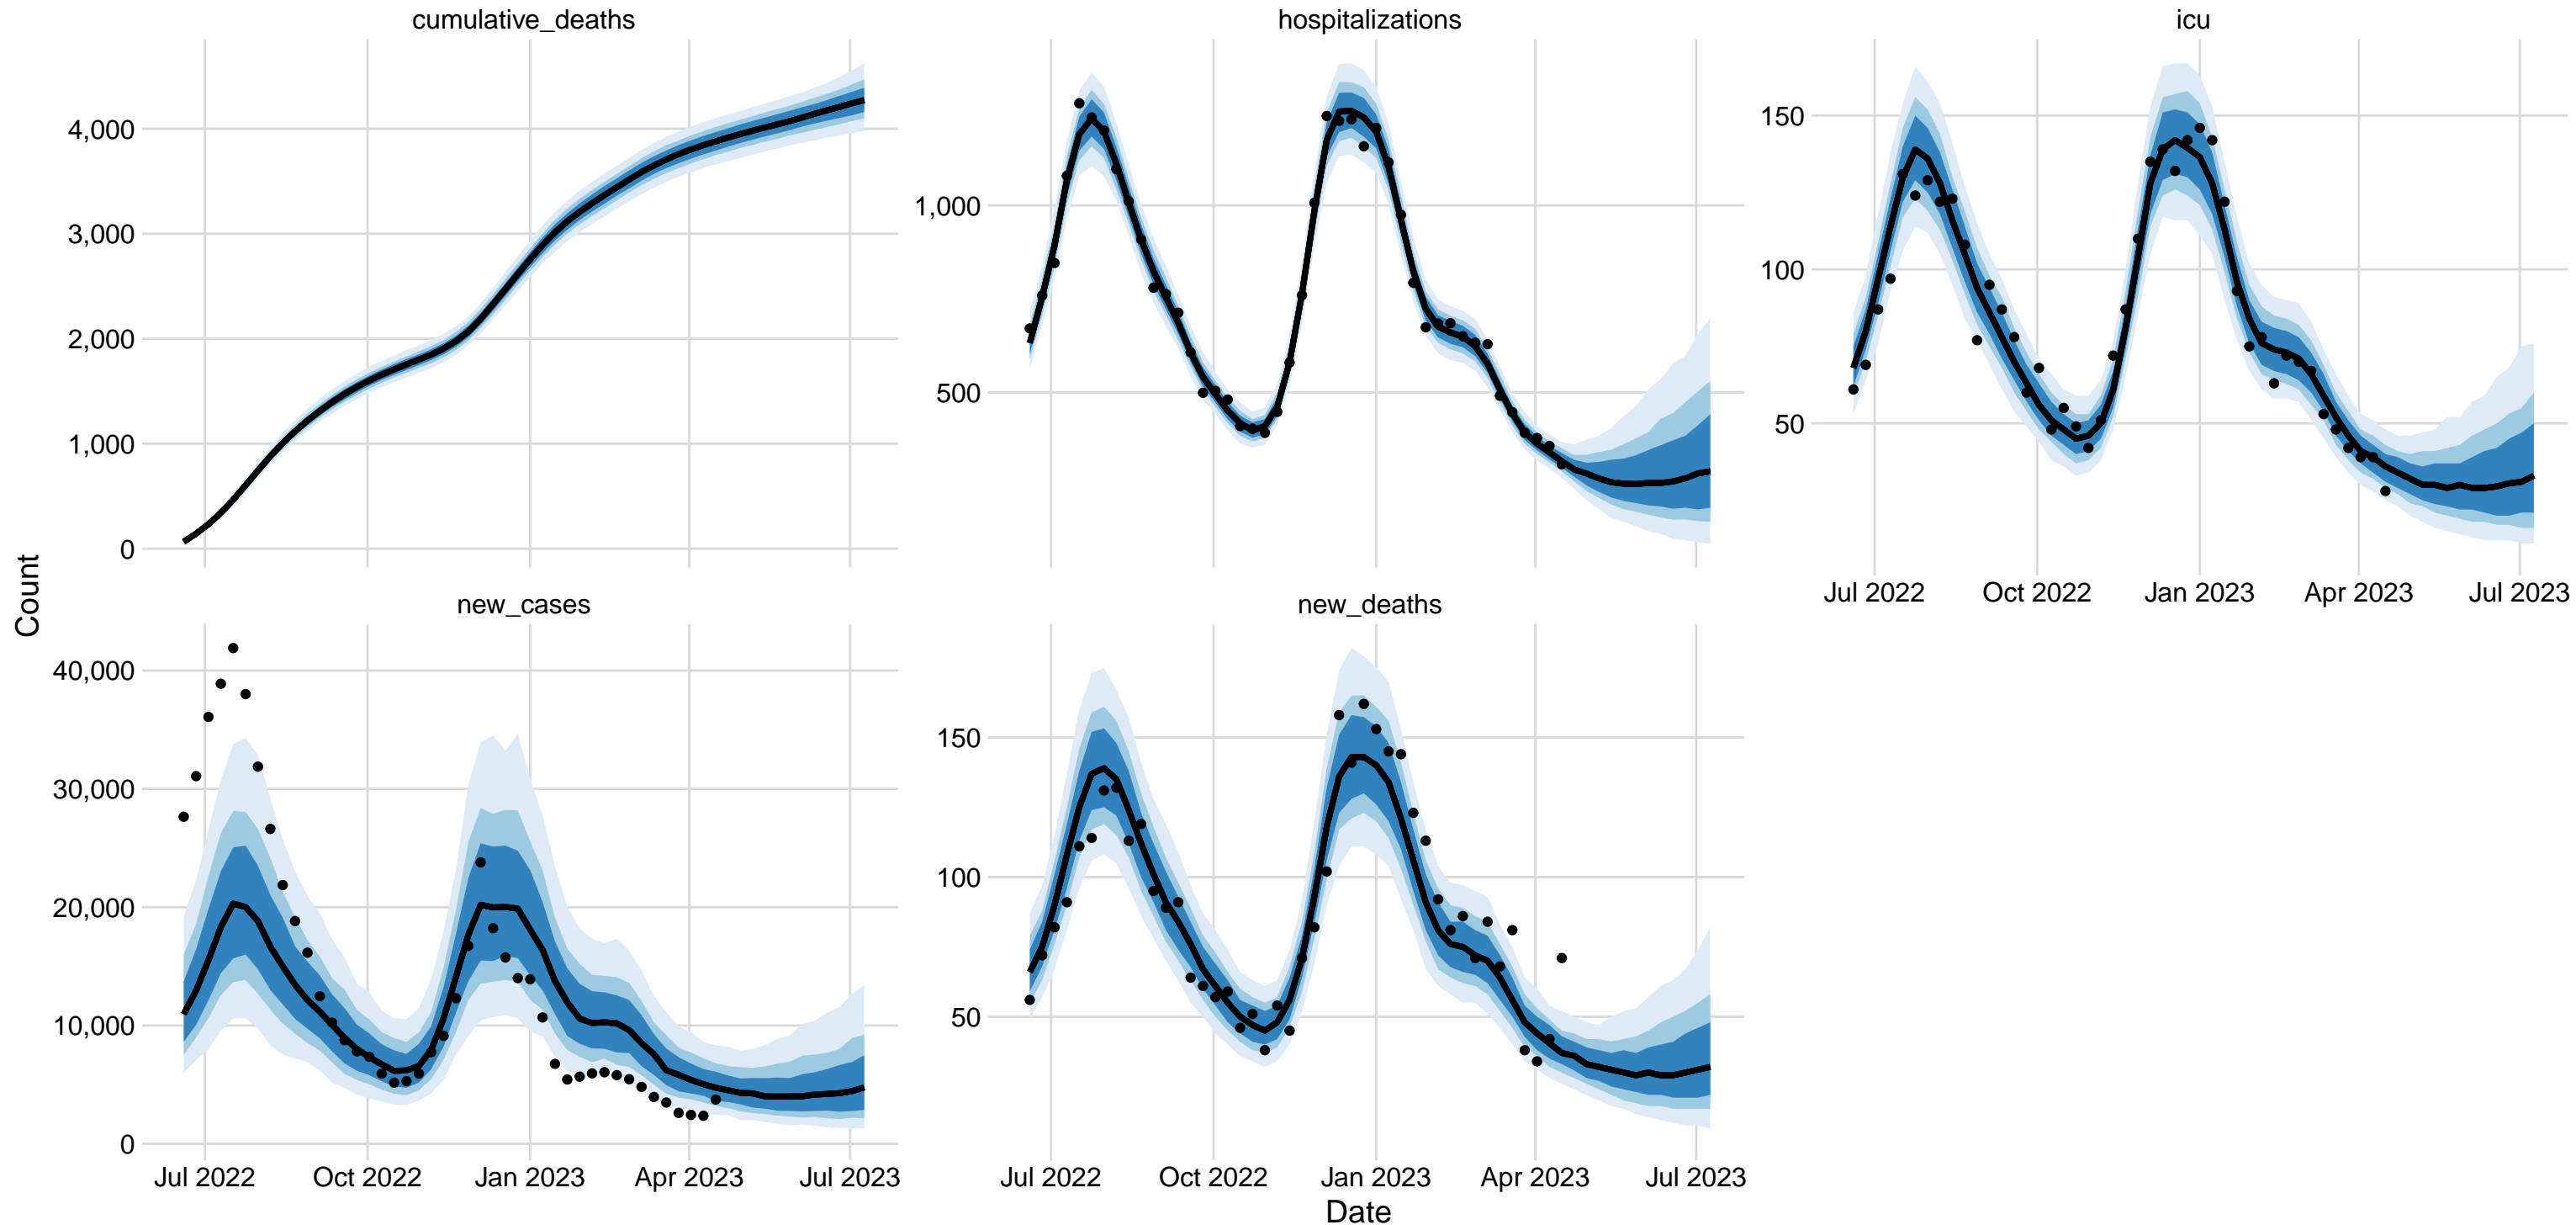 cumulative_deaths
hospitalizations
icu
4,000
3,000
2,000
1,000
0
1,000
500
150
100
50
Jul 2022
Oct 2022
Jan 2023
Apr 2023
Jul 2023
Count
new_cases
new_deaths
40,000
30,000
20,000
10,000
0
150
100
50
Jul 2022
Oct 2022
Jan 2023
Apr 2023
Jul 2023
Jul 2022
Oct 2022
Jan 2023
Apr 2023
Jul 2023
Date